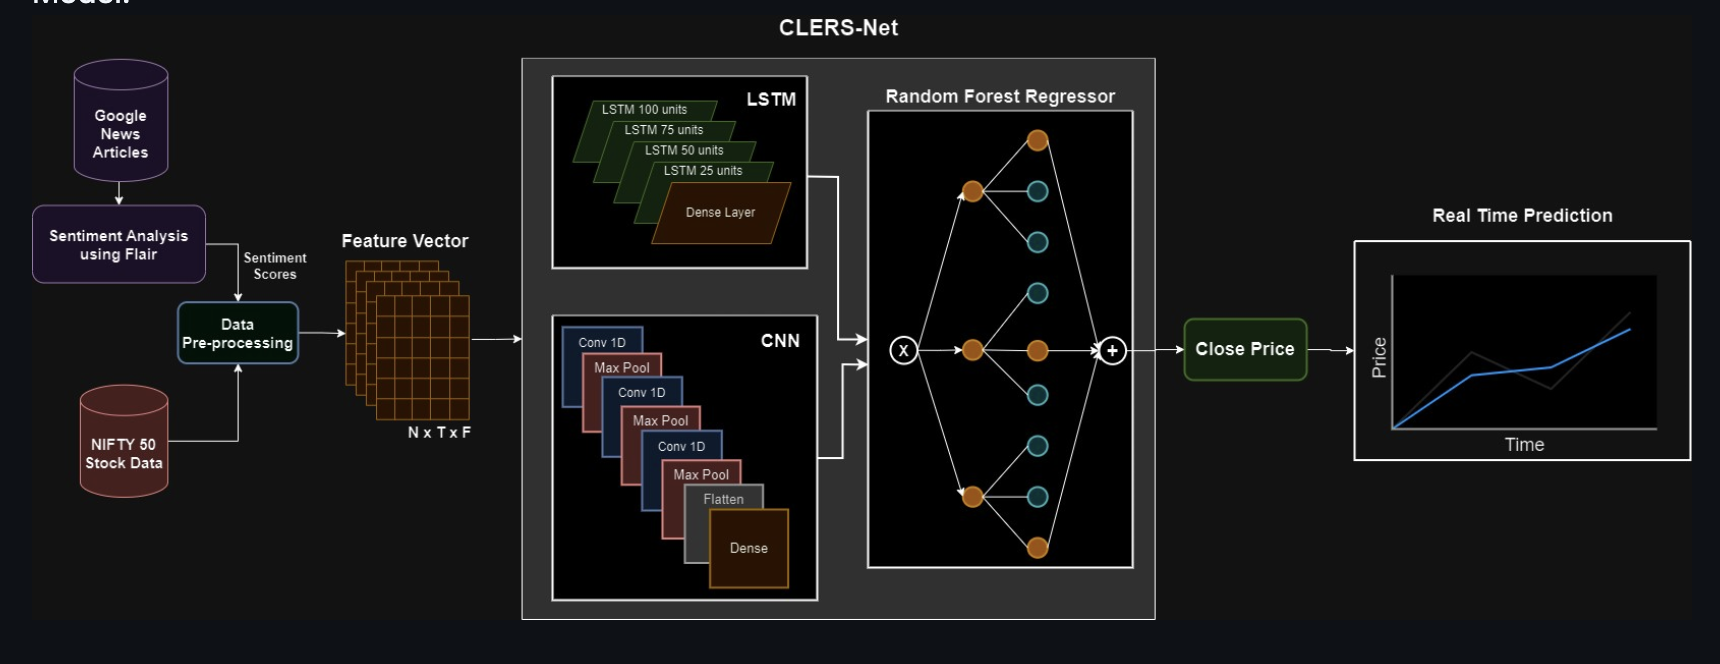 Model.
CLERS-Net
Google
News
Articles
Sentiment Analysis
using Flair
Sentiment
Scores
Data
Pre-processing
NIFTY 50
Stock Data
Feature Vector
N x T x F
LSTM
LSTM 100 units
LSTM 75 units
LSTM 50 units
LSTM 25 units
Dense Layer
CNN
Conv 1D
Max Pool
Conv 1D
Max Pool
Conv 1D
Max Pool
Flatten
Dense
Random Forest Regressor
X
+
Close Price
Real Time Prediction
Price
Time